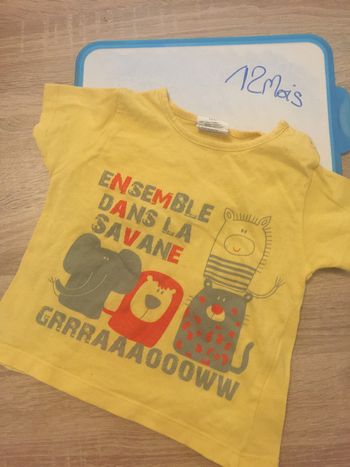 12 Mois
ENSEMBLE
DANS LA
SAVANE
GRRRAAAOOOWW